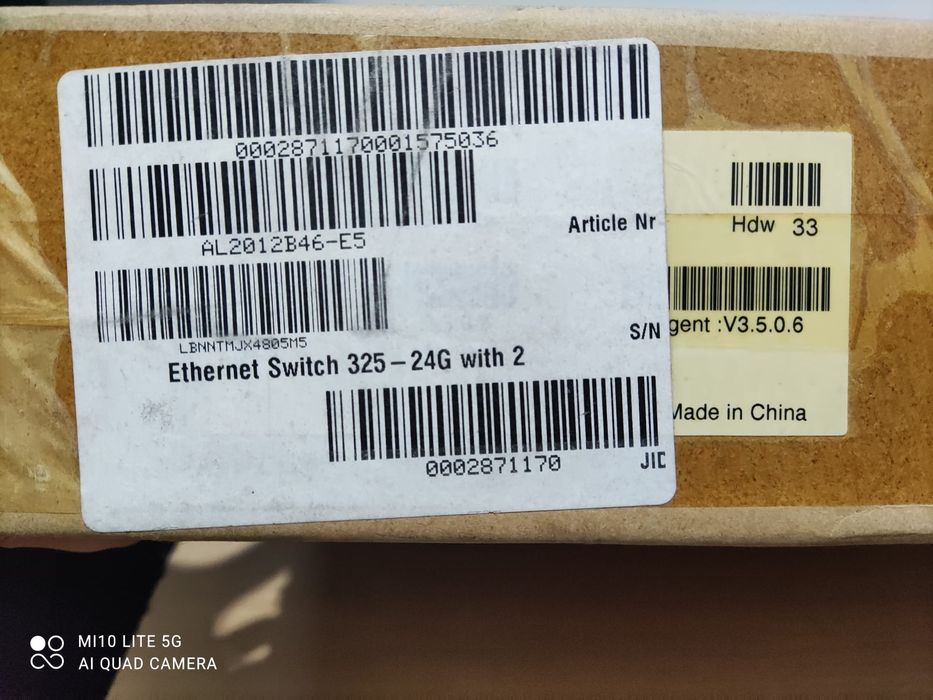 0002871170001575036
Article Nr
AL2012B46-E5
S/N
LBNNTMJX4805M5
Ethernet Switch 325-24G with 2
0002871170
JID
Hdw 33
gent :V3.5.0.6
Made in China
MI10 LITE 5G
AI QUAD CAMERA